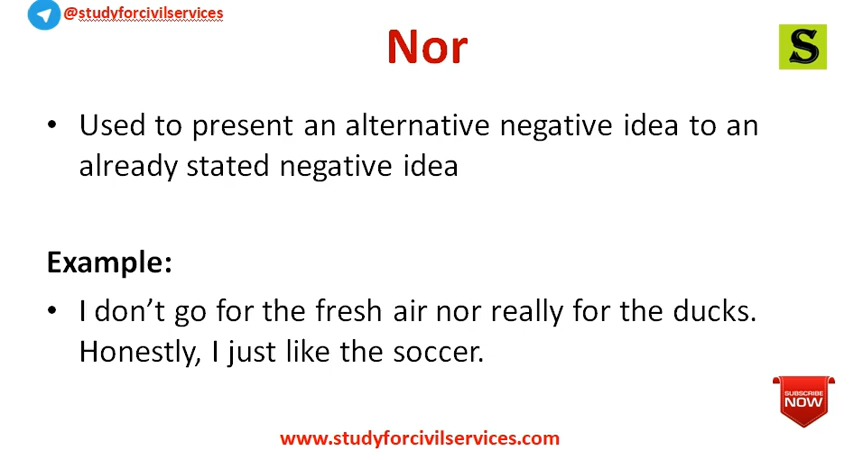 @studyforcivilservices
Nor
S
• Used to present an alternative negative idea to an
already stated negative idea
Example:
• I don’t go for the fresh air nor really for the ducks.
Honestly, I just like the soccer.
SUBSCRIBE
NOW
www.studyforcivilservices.com